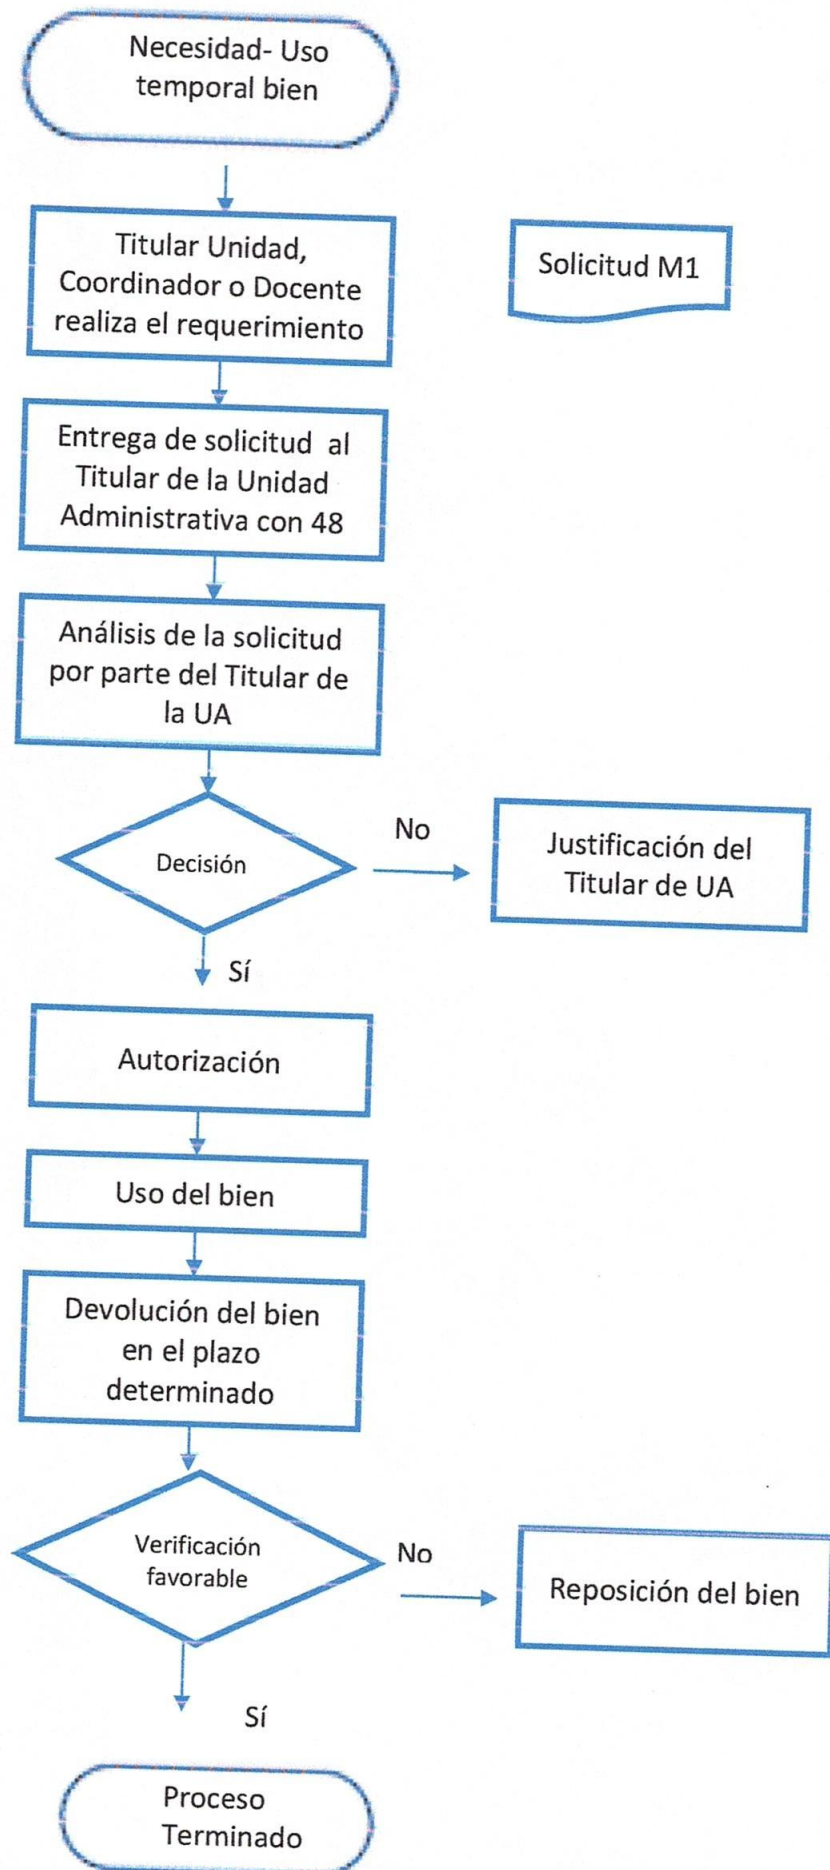 Necesidad- Uso
temporal bien
Titular Unidad,
Coordinador o Docente
realiza el requerimiento
Solicitud M1
Entrega de solicitud al
Titular de la Unidad
Administrativa con 48
Análisis de la solicitud
por parte del Titular de
la UA
Decisión
No
Justificación del
Titular de UA
Sí
Autorización
Uso del bien
Devolución del bien
en el plazo
determinado
Verificación
favorable
No
Reposición del bien
Sí
Proceso
Terminado